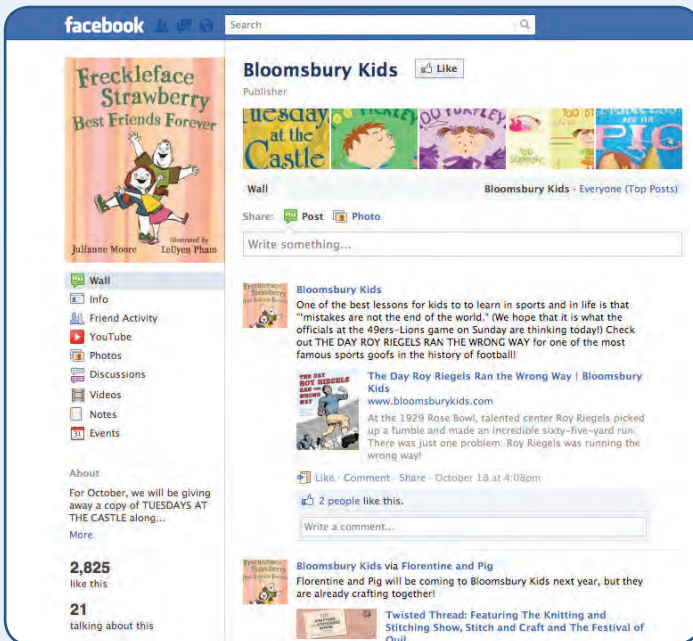 facebook
Search
Freckleface
Strawberry
Best Friends Forever
Julianne Moore
Illustrated by
LeUyen Pham
Bloomsbury Kids
Like
Publisher
Tuesday
at the
Castle
TOO
PIG
Wall
Bloomsbury Kids · Everyone (Top Posts)
Share: Post Photo
Write something...
Wall
Info
Friend Activity
YouTube
Photos
Discussions
Videos
Notes
31 Events
About
For October, we will be giving
away a copy of TUESDAYS AT
THE CASTLE along...
More
2,825
like this
21
talking about this
Bloomsbury Kids
One of the best lessons for kids to to learn in sports and in life is that
"'mistakes are not the end of the world." (We hope that it is what the
officials at the 49ers-Lions game on Sunday are thinking today!) Check
out THE DAY ROY RIEGELS RAN THE WRONG WAY for one of the most
famous sports goofs in the history of football!
THE DAY
ROY RIEGELS
RAN THE
WRONG
WAY
The Day Roy Riegels Ran the Wrong Way | Bloomsbury
Kids
www.bloomsburykids.com
At the 1929 Rose Bowl, talented center Roy Riegels picked
up a fumble and made an incredible sixty-five-yard run.
There was just one problem: Roy Riegels was running the
wrong way!
Like · Comment · Share · October 18 at 4:08pm
2 people like this.
Write a comment...
Bloomsbury Kids via Florentine and Pig
Florentine and Pig will be coming to Bloomsbury Kids next year, but they
are already crafting together!
Twisted Thread: Featuring The Knitting and
Stitching Show, Stitch and Craft and The Festival of
Quil